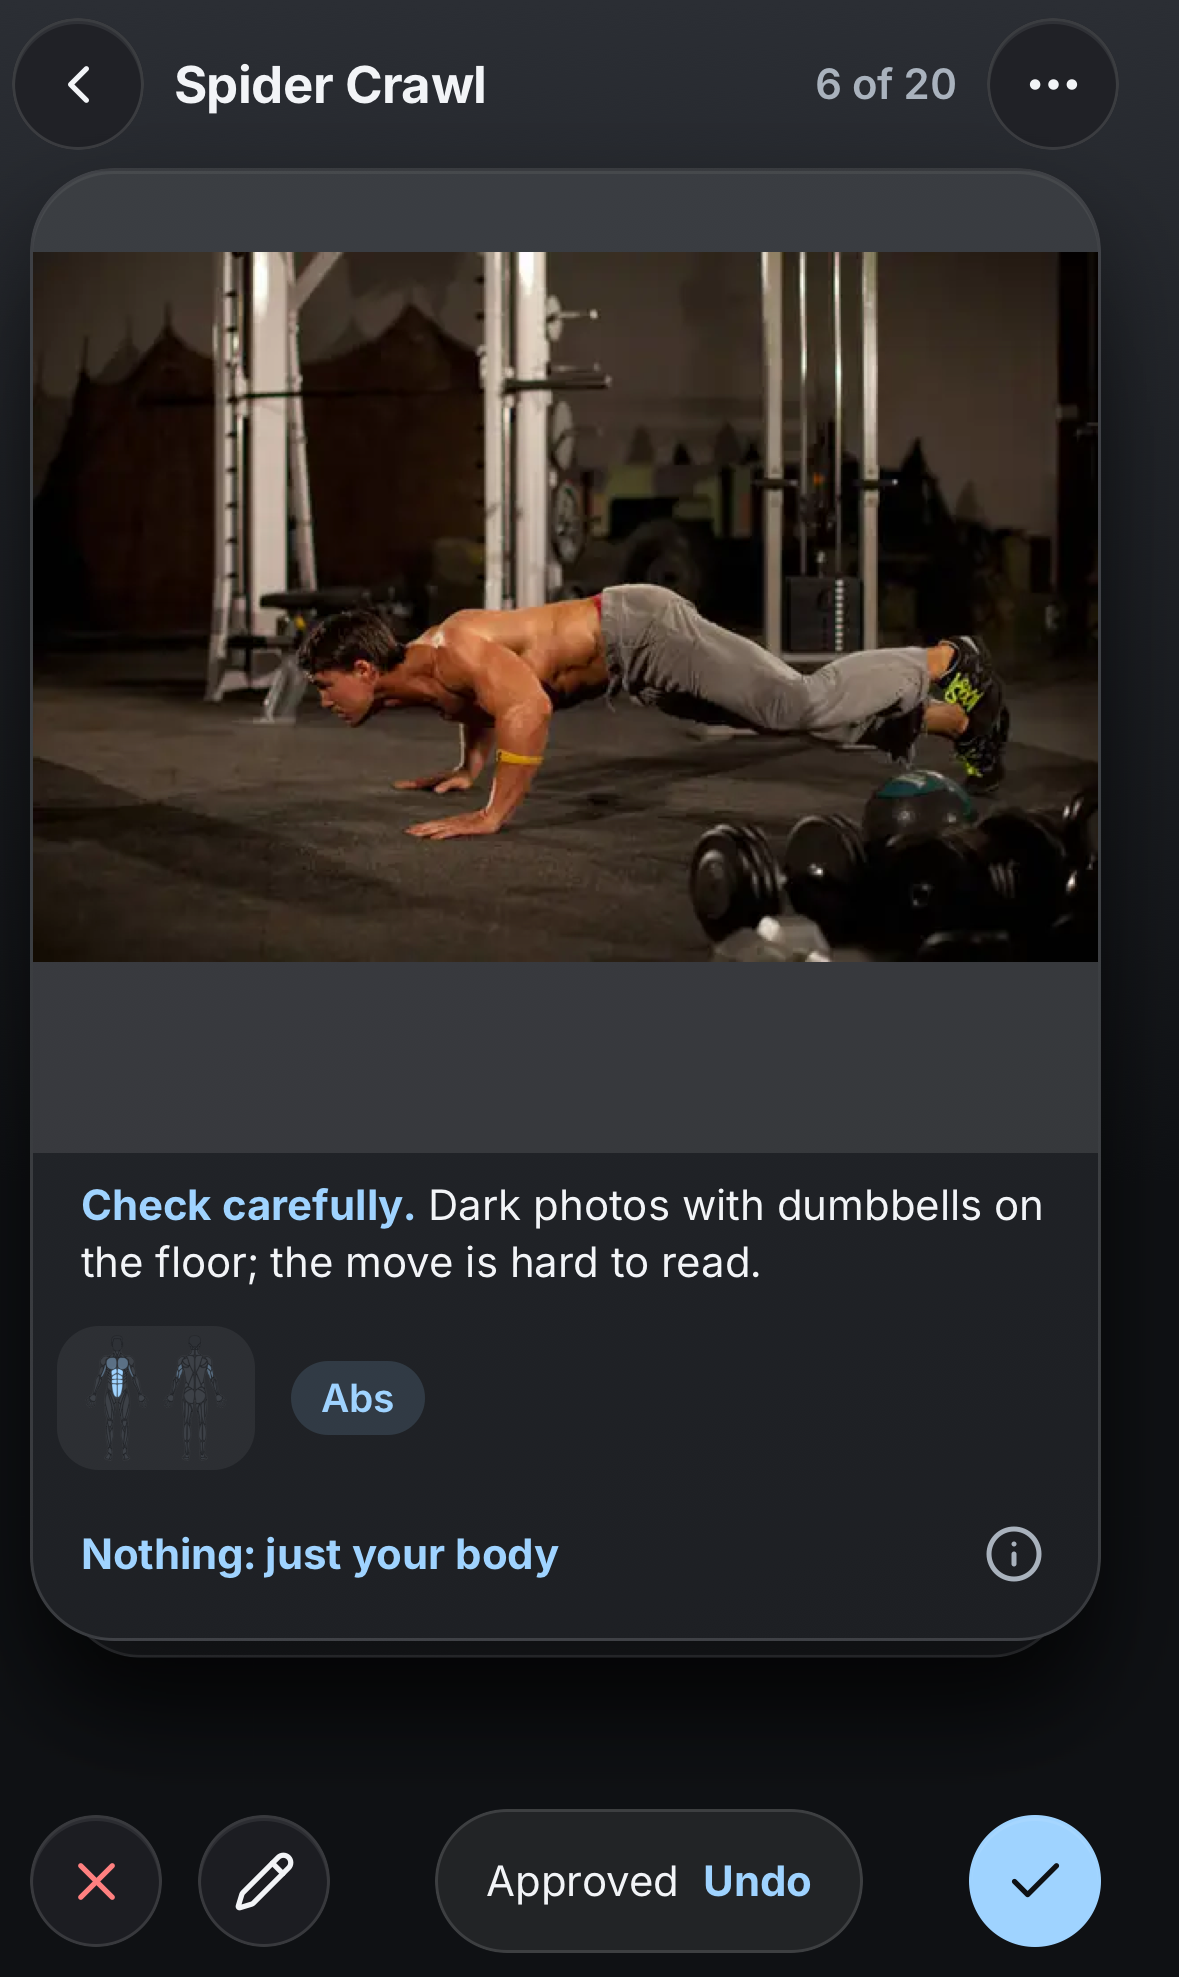 Spider Crawl
6 of 20
Check carefully. Dark photos with dumbbells on
the floor; the move is hard to read.
Abs
Nothing: just your body
Approved Undo